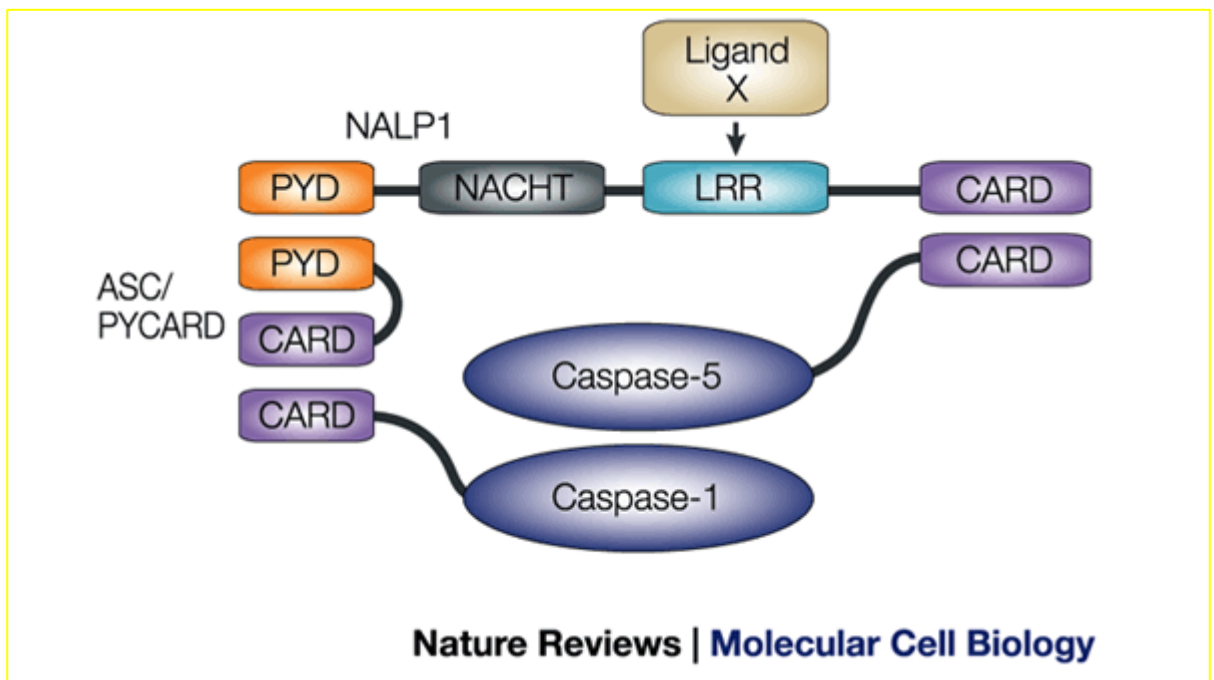 Ligand
X
NALP1
PYD NACHT LRR CARD
PYD CARD
ASC/
PYCARD
CARD
Caspase-5
CARD
Caspase-1
Nature Reviews | Molecular Cell Biology